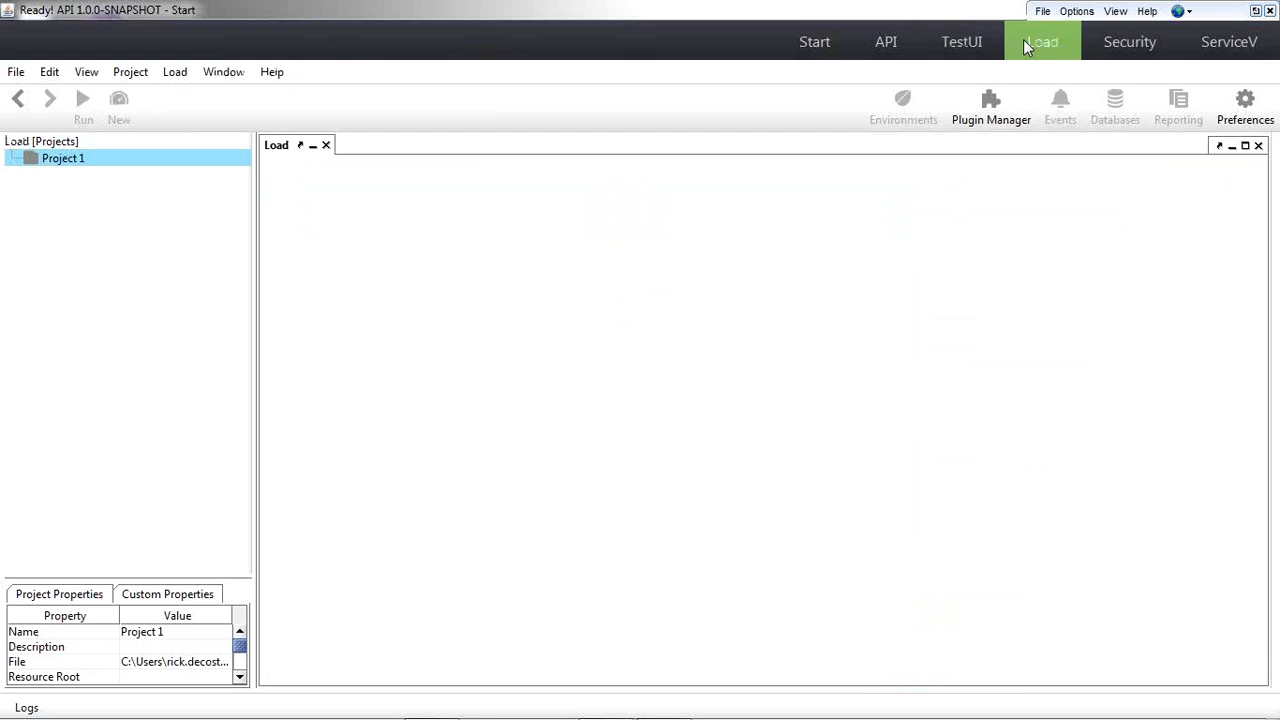 Ready! API 1.0.0-SNAPSHOT - Start
File Options View Help
Start API TestUI Load Security ServiceV
File Edit View Project Load Window Help
Run New Environments Plugin Manager Events Databases Reporting Preferences
Load [Projects]
Project 1
Load
Project Properties Custom Properties
Property Value
Name Project 1
Description
File C:\Users\rick.decost...
Resource Root
Logs